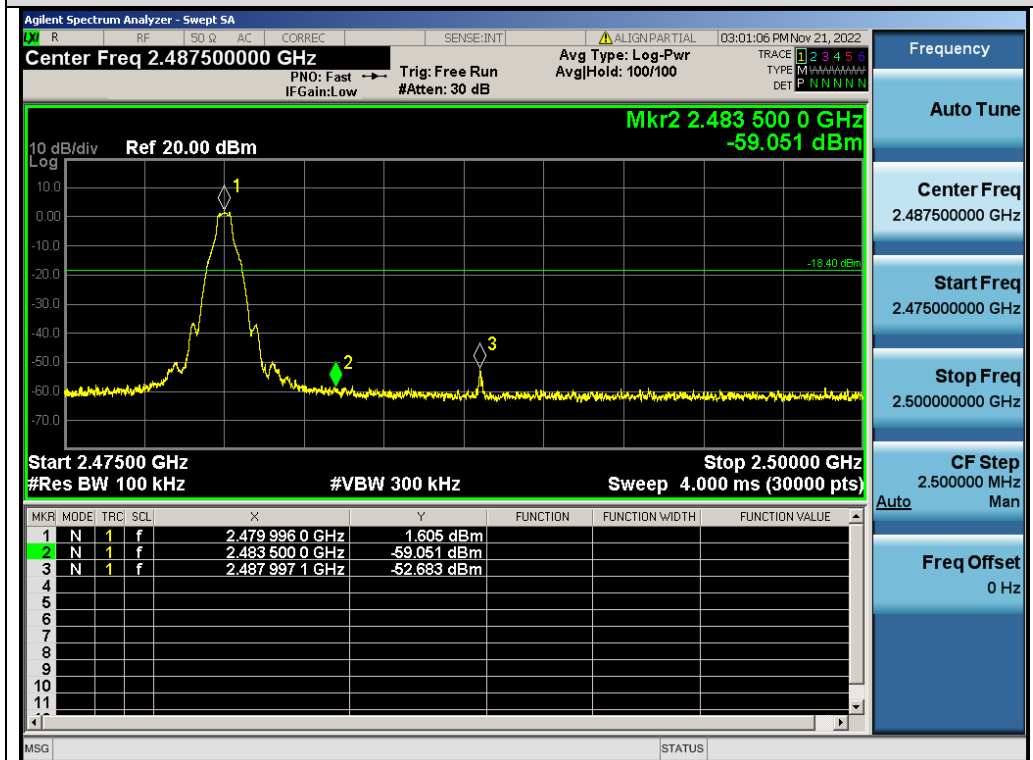 Agilent Spectrum Analyzer - Swept SA
LXI R RF 50 Ω AC CORREC SENSE:INT ALIGN PARTIAL 03:01:06 PM Nov 21, 2022
Center Freq 2.487500000 GHz
PNO: Fast
IFGain:Low
Trig: Free Run
#Atten: 30 dB
Avg Type: Log-Pwr
Avg|Hold: 100/100
TRACE 1 2 3 4 5 6
TYPE M WWWWW
DET P N N N N N
Mkr2 2.483 500 0 GHz
-59.051 dBm
10 dB/div Ref 20.00 dBm
Log
10.0
0.00
-10.0
-20.0
-30.0
-40.0
-50.0
-60.0
-70.0
1
2
3
-18.40 dBm
Start 2.47500 GHz Stop 2.50000 GHz
#Res BW 100 kHz #VBW 300 kHz Sweep 4.000 ms (30000 pts)
MKR MODE TRC SCL X Y FUNCTION FUNCTION WIDTH FUNCTION VALUE
1 N 1 f 2.479 996 0 GHz 1.605 dBm
2 N 1 f 2.483 500 0 GHz -59.051 dBm
3 N 1 f 2.487 997 1 GHz -52.683 dBm
4
5
6
7
8
9
10
11
MSG STATUS
Frequency
Auto Tune
Center Freq
2.487500000 GHz
Start Freq
2.475000000 GHz
Stop Freq
2.500000000 GHz
CF Step
2.500000 MHz
Auto Man
Freq Offset
0 Hz